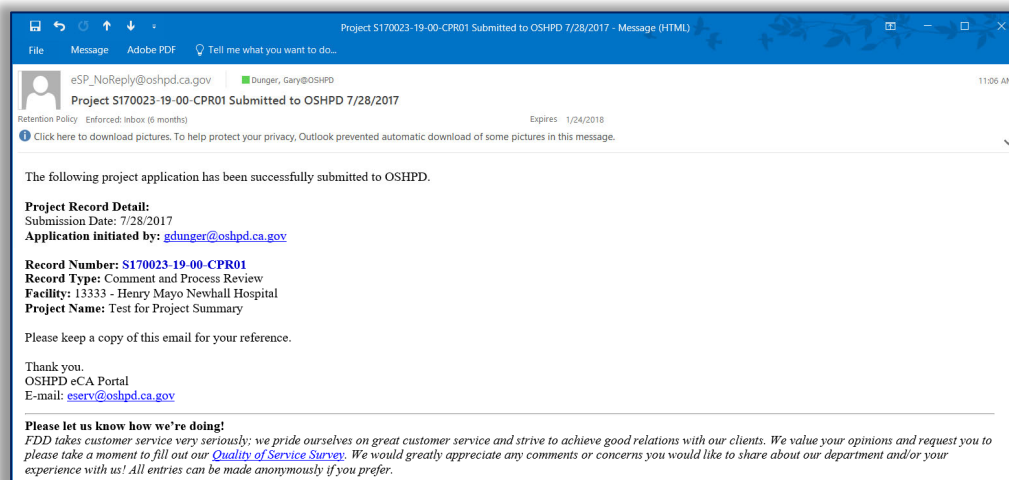 Project S170023-19-00-CPR01 Submitted to OSHPD 7/28/2017 - Message (HTML)
File Message Adobe PDF Tell me what you want to do...
eSP_NoReply@oshpd.ca.gov Dunger, Gary@OSHPD 11:06 AM
Project S170023-19-00-CPR01 Submitted to OSHPD 7/28/2017
Retention Policy Enforced: Inbox (6 months) Expires 1/24/2018
Click here to download pictures. To help protect your privacy, Outlook prevented automatic download of some pictures in this message.
The following project application has been successfully submitted to OSHPD.
Project Record Detail:
Submission Date: 7/28/2017
Application initiated by: gdunger@oshpd.ca.gov
Record Number: S170023-19-00-CPR01
Record Type: Comment and Process Review
Facility: 13333 - Henry Mayo Newhall Hospital
Project Name: Test for Project Summary
Please keep a copy of this email for your reference.
Thank you.
OSHPD eCA Portal
E-mail: eserv@oshpd.ca.gov
Please let us know how we're doing!
FDD takes customer service very seriously; we pride ourselves on great customer service and strive to achieve good relations with our clients. We value your opinions and request you to
please take a moment to fill out our Quality of Service Survey. We would greatly appreciate any comments or concerns you would like to share about our department and/or your
experience with us! All entries can be made anonymously if you prefer.